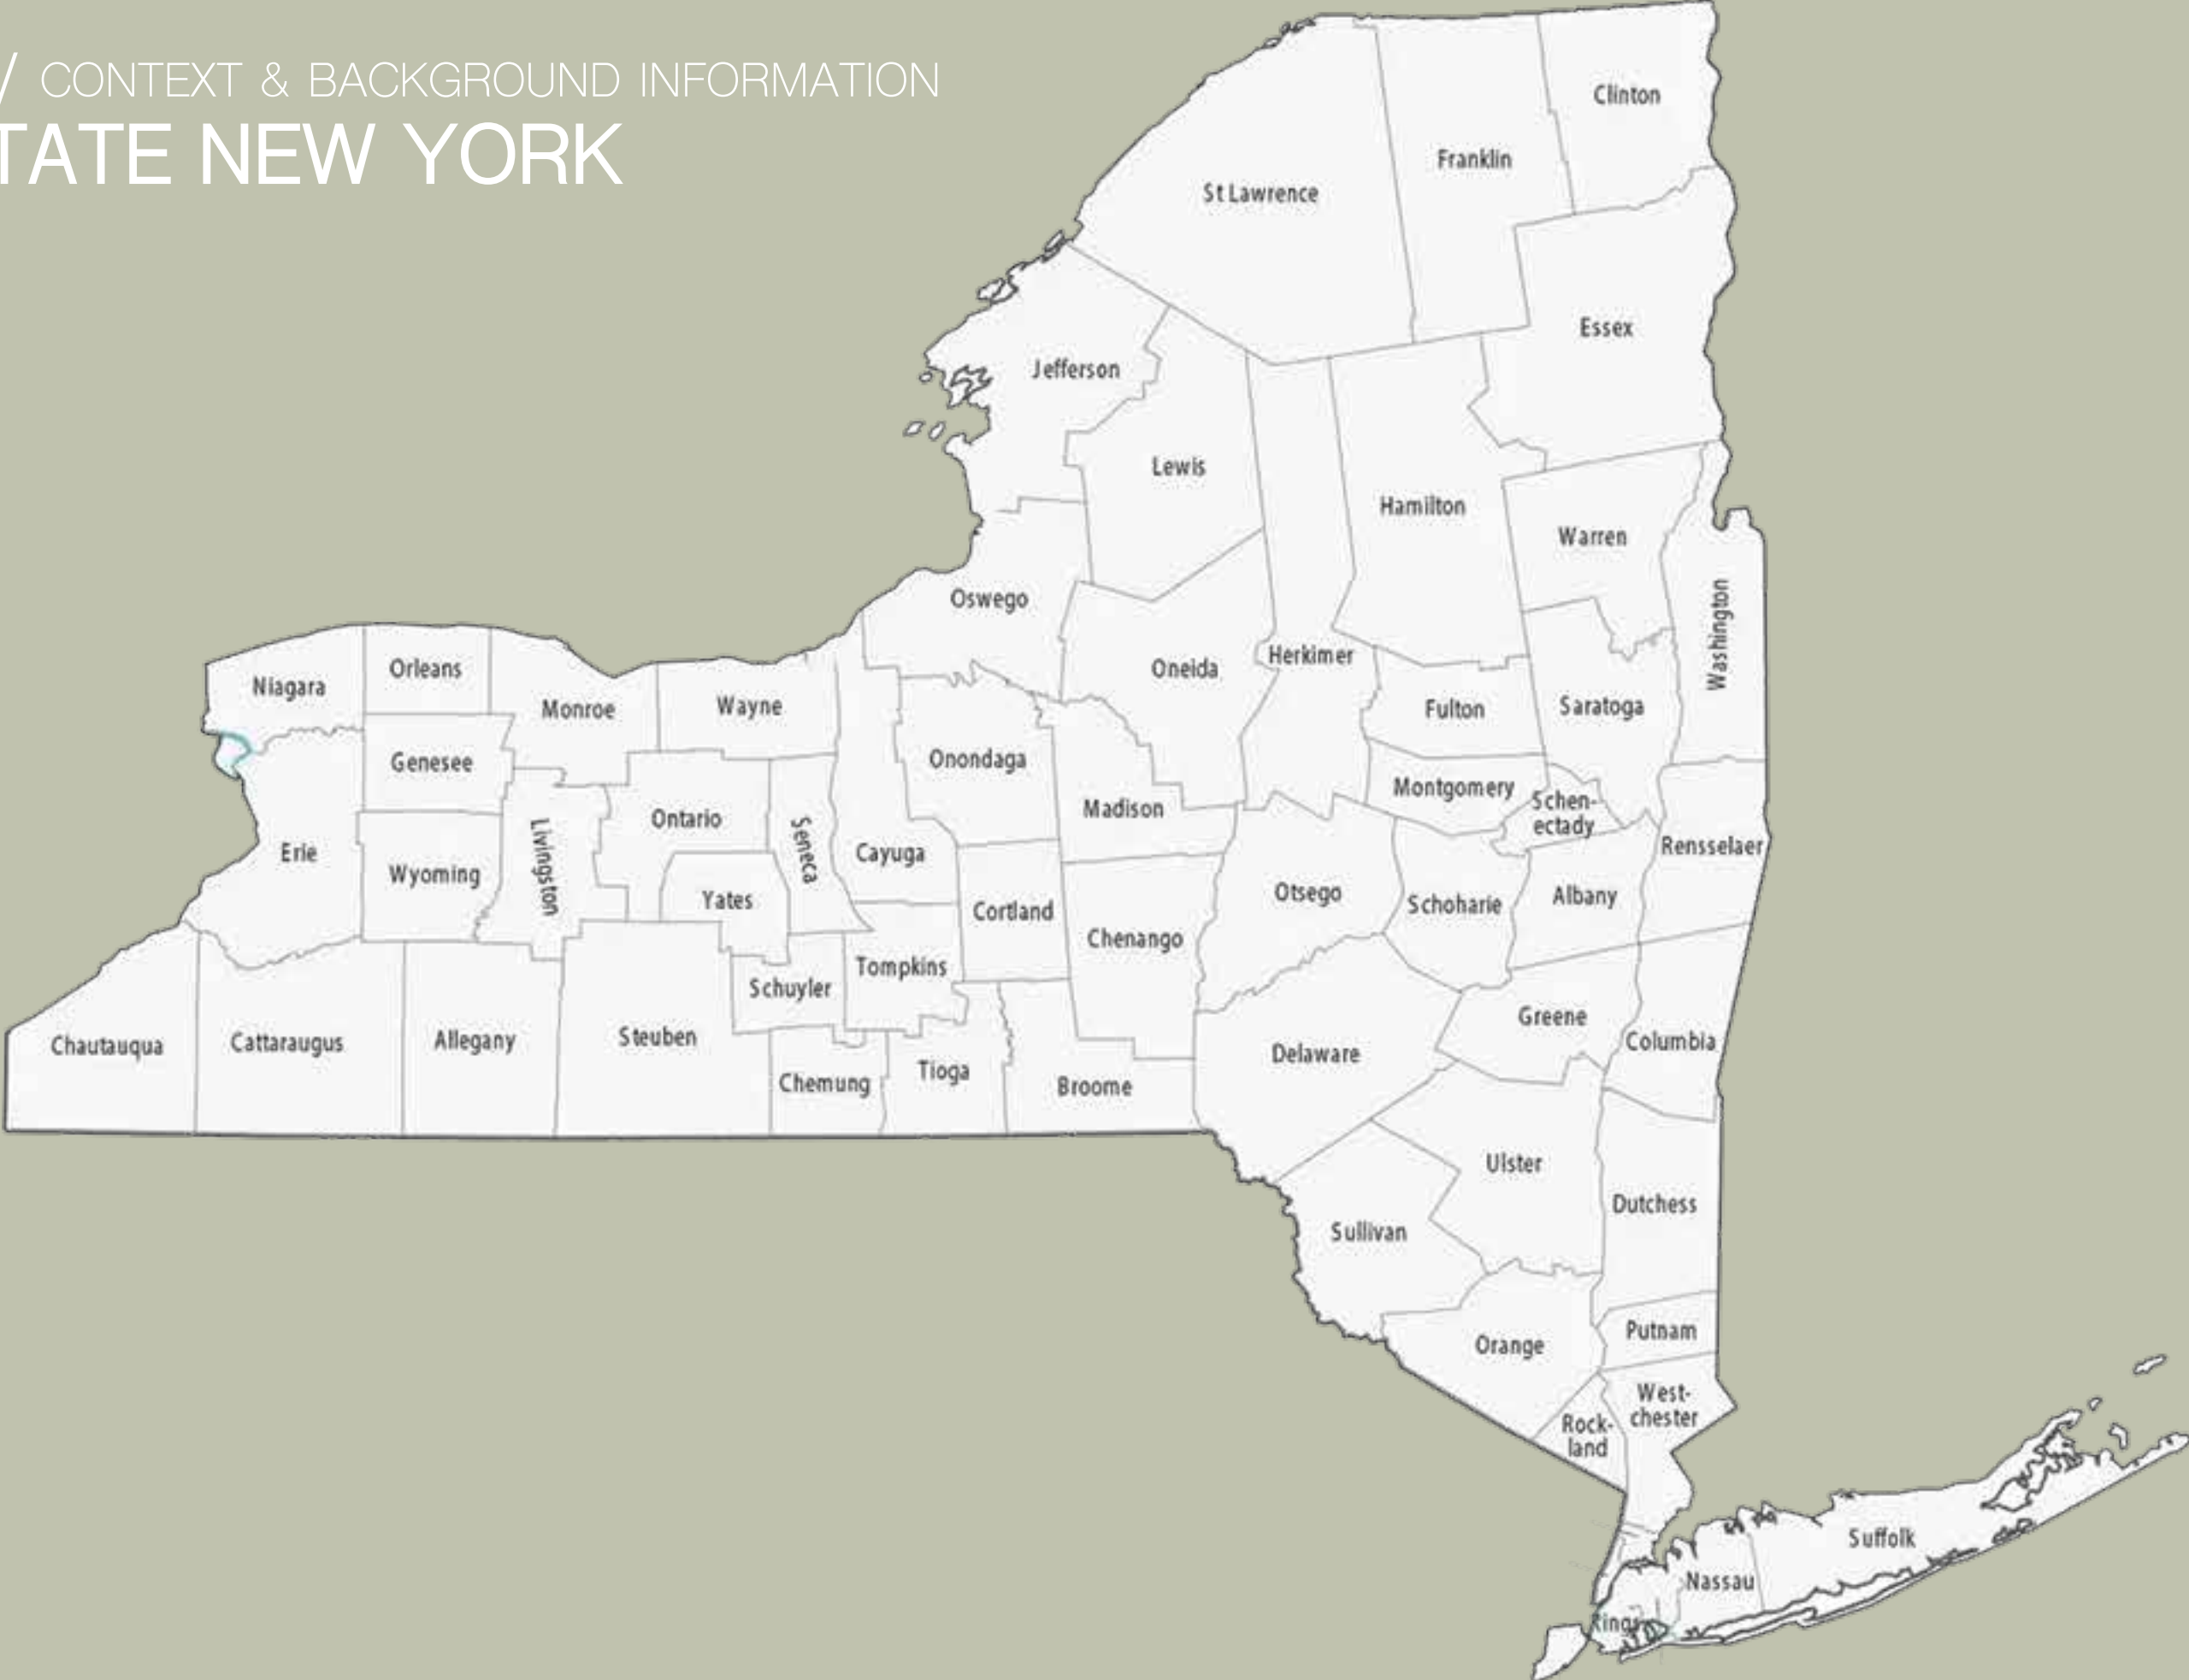 / CONTEXT & BACKGROUND INFORMATION
TATE NEW YORK
Clinton
Franklin
St Lawrence
Essex
Jefferson
Lewis
Hamilton
Warren
Washington
Oswego
Oneida
Herkimer
Orleans
Niagara
Monroe
Wayne
Fulton
Saratoga
Genesee
Onondaga
Montgomery
Madison
Schen-
ectady
Livingston
Ontario
Seneca
Rensselaer
Erie
Cayuga
Wyoming
Yates
Otsego
Albany
Schoharie
Cortland
Chenango
Tompkins
Schuyler
Greene
Columbia
Steuben
Chautauqua
Cattaraugus
Allegany
Delaware
Tioga
Chemung
Broome
Ulster
Dutchess
Sullivan
Putnam
Orange
West-
chester
Rock-
land
Suffolk
Nassau
Kings